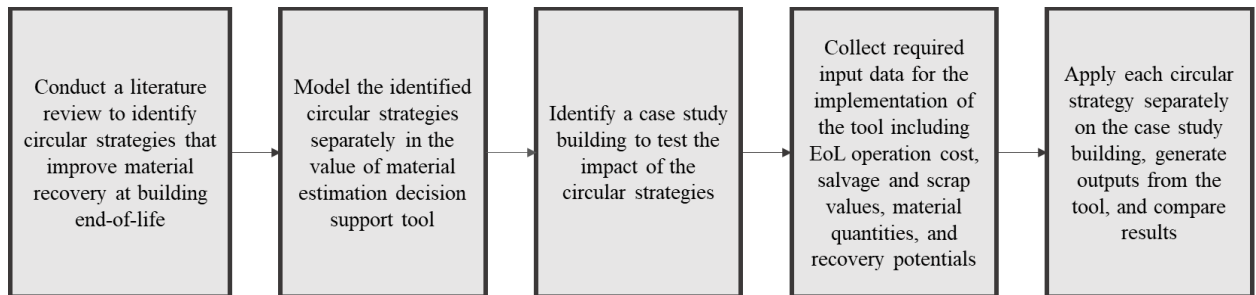 Conduct a literature
review to identify
circular strategies that
improve material
recovery at building
end-of-life
Model the identified
circular strategies
separately in the
value of material
estimation decision
support tool
Identify a case study
building to test the
impact of the
circular strategies
Collect required
input data for the
implementation of
the tool including
EoL operation cost,
salvage and scrap
values, material
quantities, and
recovery potentials
Apply each circular
strategy separately
on the case study
building, generate
outputs from the
tool, and compare
results